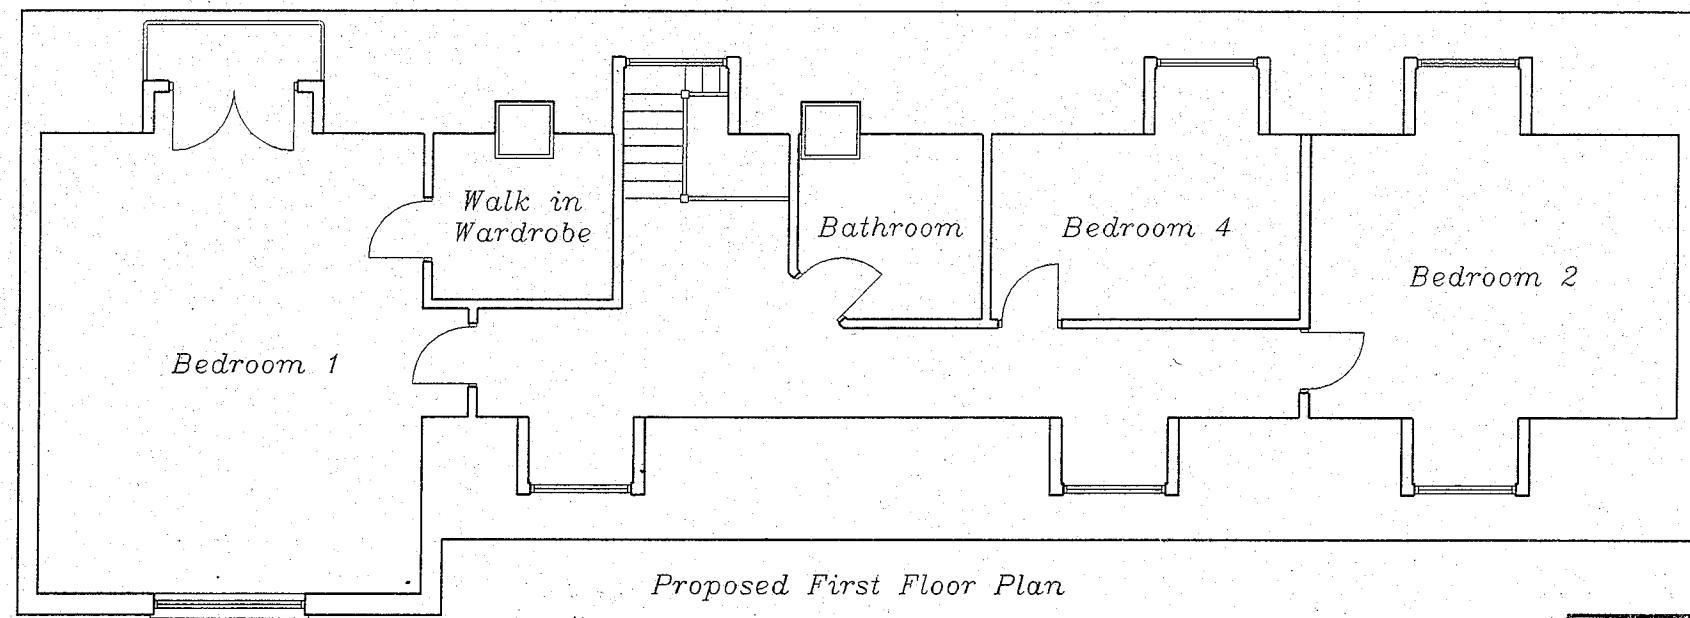 Walk in
Wardrobe
Bathroom
Bedroom 4
Bedroom 2
Bedroom 1
Proposed First Floor Plan